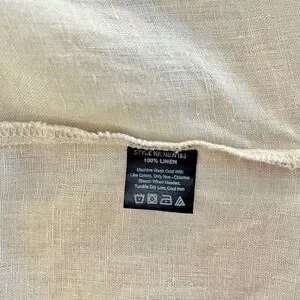 STYLE
100% LINEN
Machine Wash Cold With
Like Colors, Only Non - Chlorine
Bleach When Needed,
Tumble Dry Low, Cool Iron